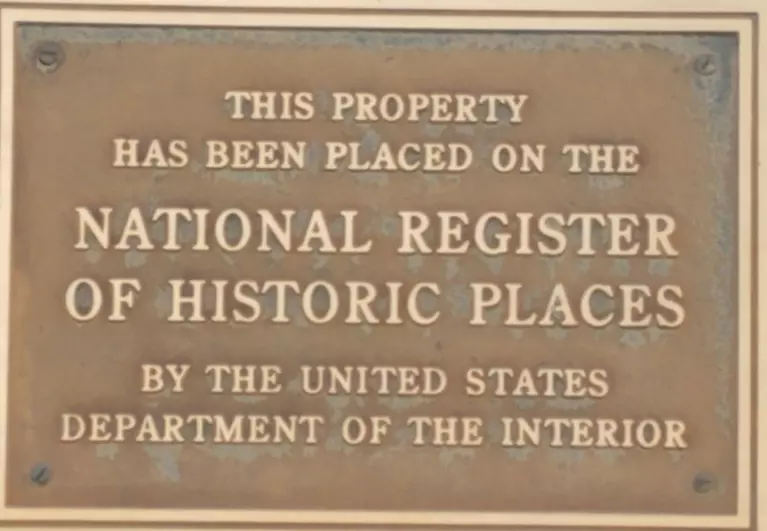 THIS PROPERTY
HAS BEEN PLACED ON THE
NATIONAL REGISTER
OF HISTORIC PLACES
BY THE UNITED STATES
DEPARTMENT OF THE INTERIOR